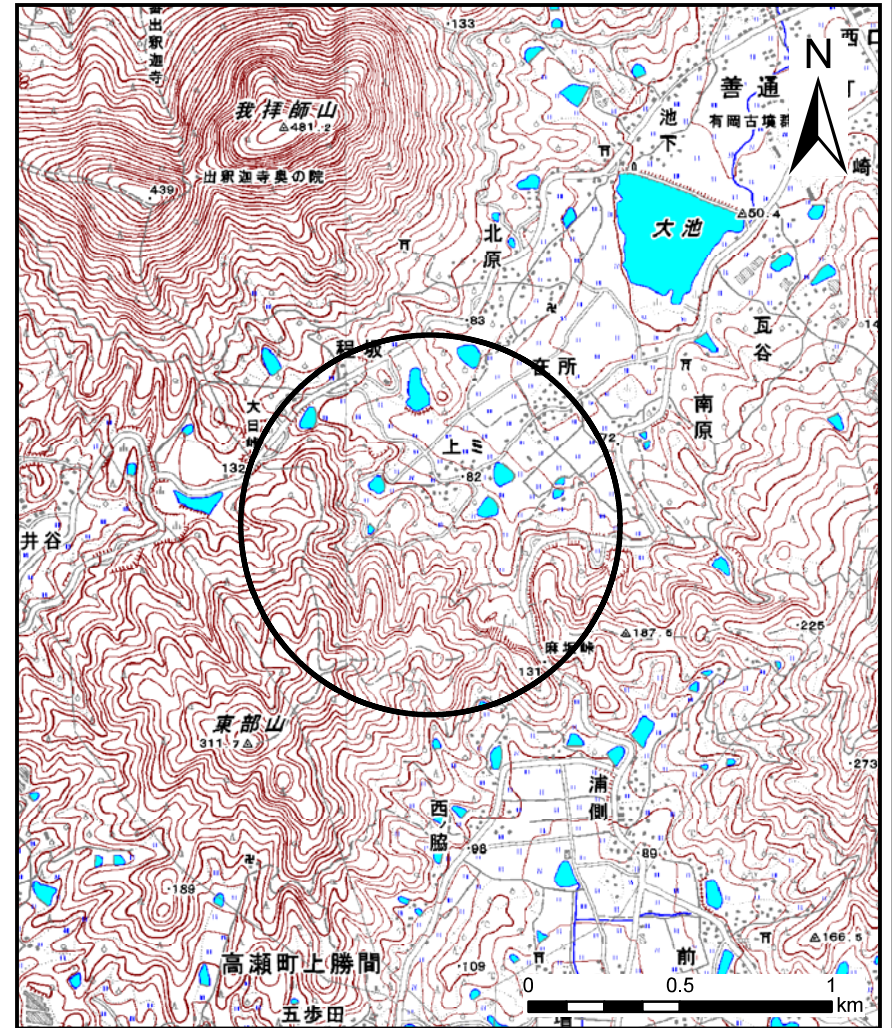 133
番出釈迦寺
西口
N
善通
我拝師山
481.2
池下
有岡古墳群
崎
出釈迦寺奥の院
439
50.4
大池
北原
83
瓦谷
程坂
在所
南原
大日峠
上ミ
72
132
82
井谷
225
187.5
麻坂峠
131
東部山
311.7
273
浦側
西脇
98
89
189
166.5
高瀬町上勝間
前
109
五歩田
0 0.5 1
km